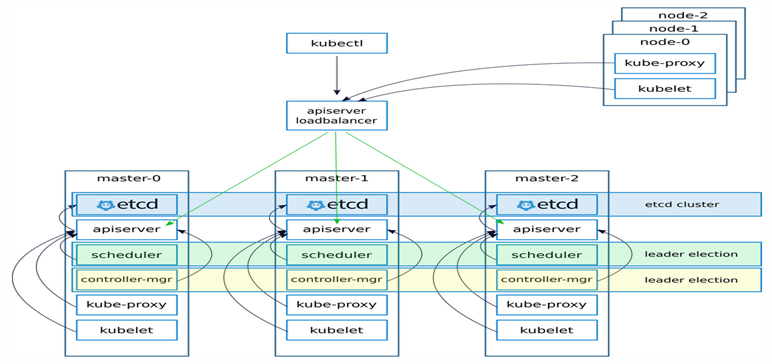 node-2
node-1
node-0
kubectl
kube-proxy
kubelet
apiserver
loadbalancer
master-0
master-1
master-2
etcd
etcd
etcd
etcd cluster
apiserver
apiserver
apiserver
scheduler
scheduler
scheduler
leader election
controller-mgr
controller-mgr
controller-mgr
leader election
kube-proxy
kube-proxy
kube-proxy
kubelet
kubelet
kubelet